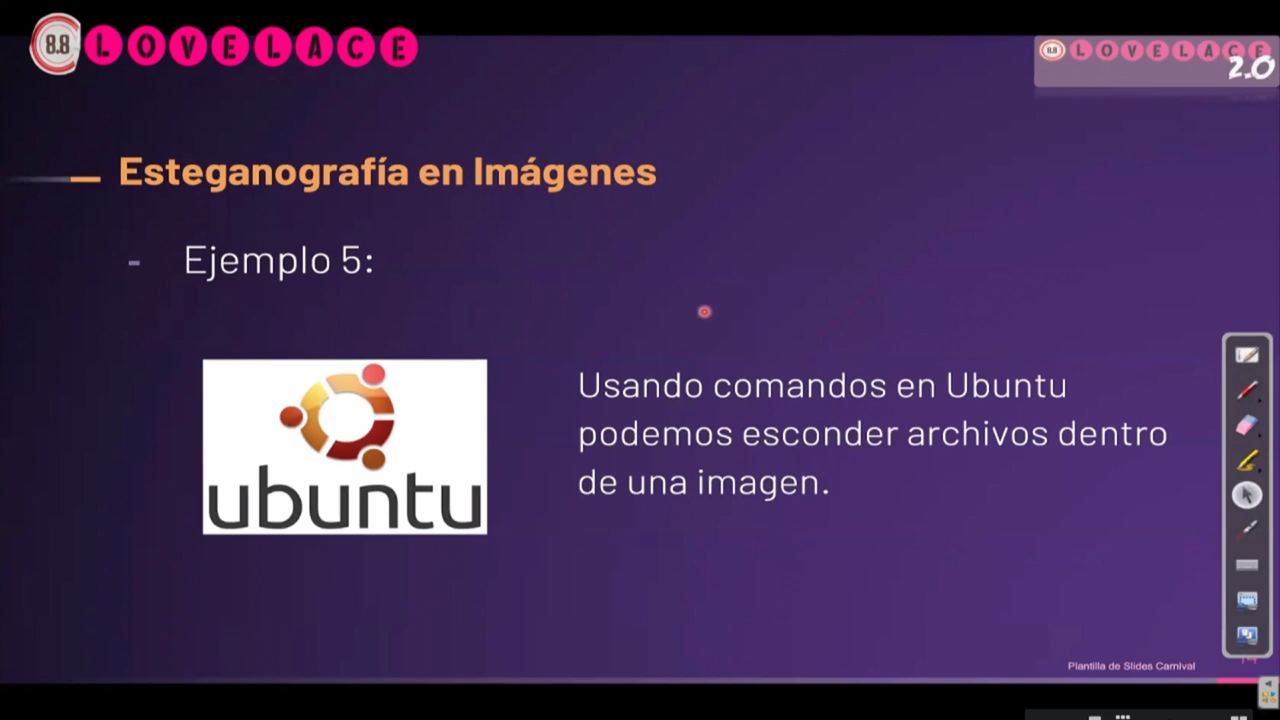 8.8 LOVELACE
8.8 LOVELACE
2.0
Esteganografía en Imágenes
- Ejemplo 5:
ubuntu
Usando comandos en Ubuntu
podemos esconder archivos dentro
de una imagen.
Plantilla de Slides Carnival